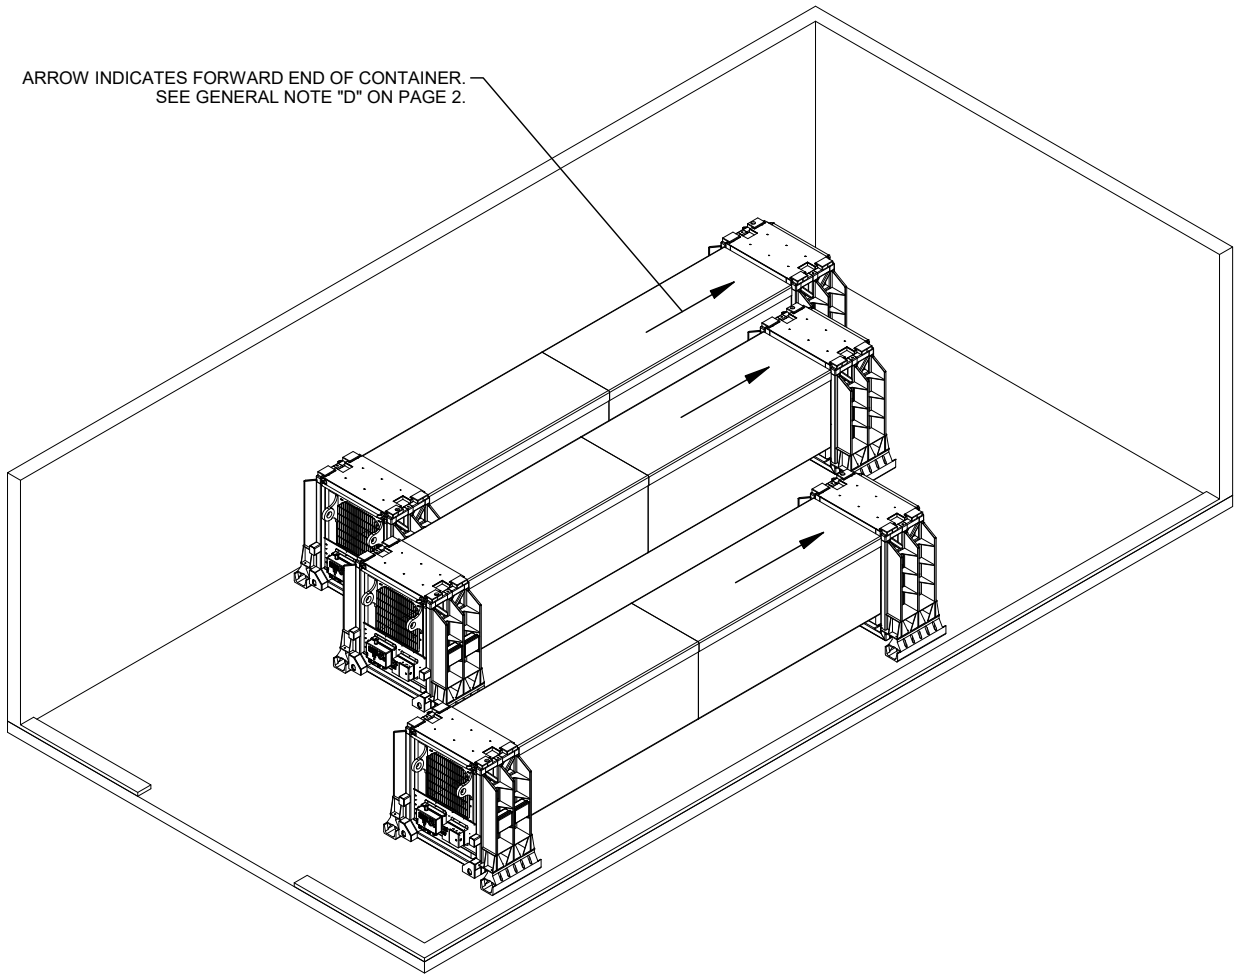 ARROW INDICATES FORWARD END OF CONTAINER.
SEE GENERAL NOTE "D" ON PAGE 2.